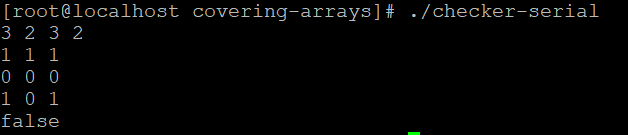 [root@localhost covering-arrays]# ./checker-serial
3 2 3 2
1 1 1
0 0 0
1 0 1
false